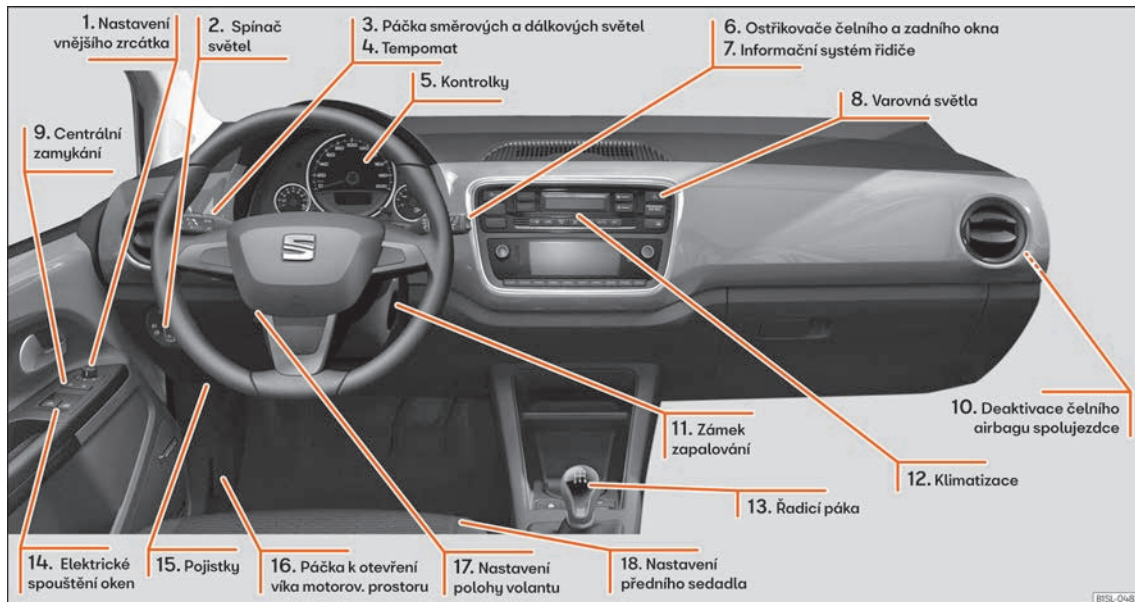 1. Nastavení
vnějšího zrcátka
2. Spínač
světel
3. Páčka směrových a dálkových světel
4. Tempomat
5. Kontrolky
6. Ostřikovače čelního a zadního okna
7. Informační systém řidiče
8. Varovná světla
9. Centrální
zamykání
10. Deaktivace čelního
airbagu spolujezdce
11. Zámek
zapalování
12. Klimatizace
13. Řadicí páka
14. Elektrické
spouštění oken
15. Pojistky
16. Páčka k otevření
víka motorov. prostoru
17. Nastavení
polohy volantu
18. Nastavení
předního sedadla